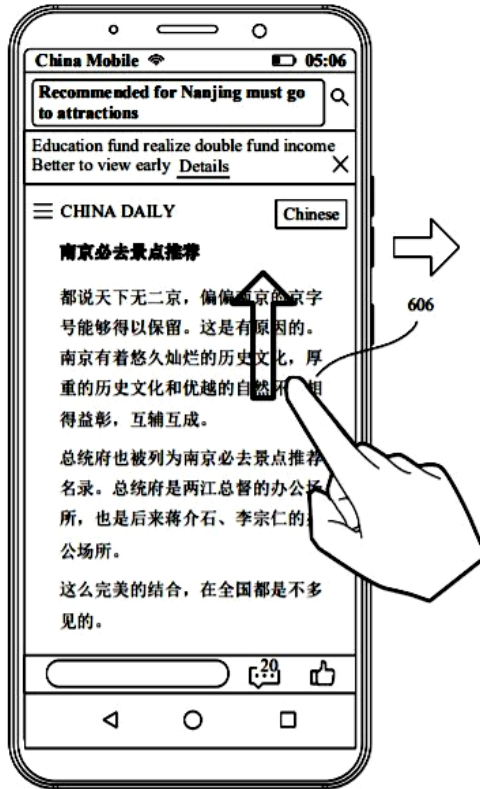 China Mobile 05:06
Recommended for Nanjing must go
to attractions
Education fund realize double fund income
Better to view early Details
CHINA DAILY Chinese
南京必去景点推荐
都说天下无二京，偏偏京的京字
号能够得以保留。这是有原因的。
南京有着悠久灿烂的历史文化，厚
重的历史文化和优越的自然相
得益彰，互辅互成。
总统府也被列为南京必去景点推荐
名录。总统府是两江总督的办公场
所，也是后来蒋介石、李宗仁的
公场所。
这么完美的结合，在全国都是不多
见的。
20
606